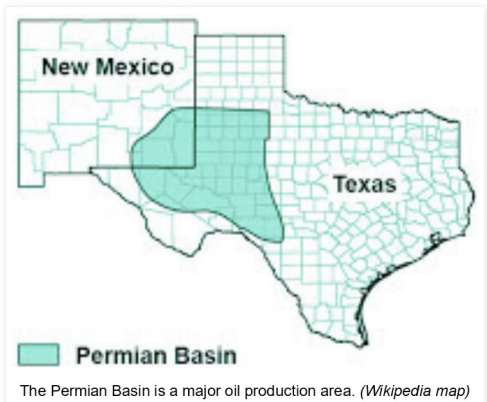 New Mexico
Texas
Permian Basin
The Permian Basin is a major oil production area. (Wikipedia map)